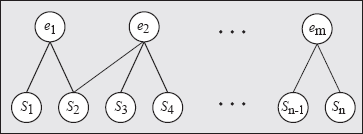 e1 e2 . . . em
S1 S2 S3 S4 . . . Sn-1 Sn